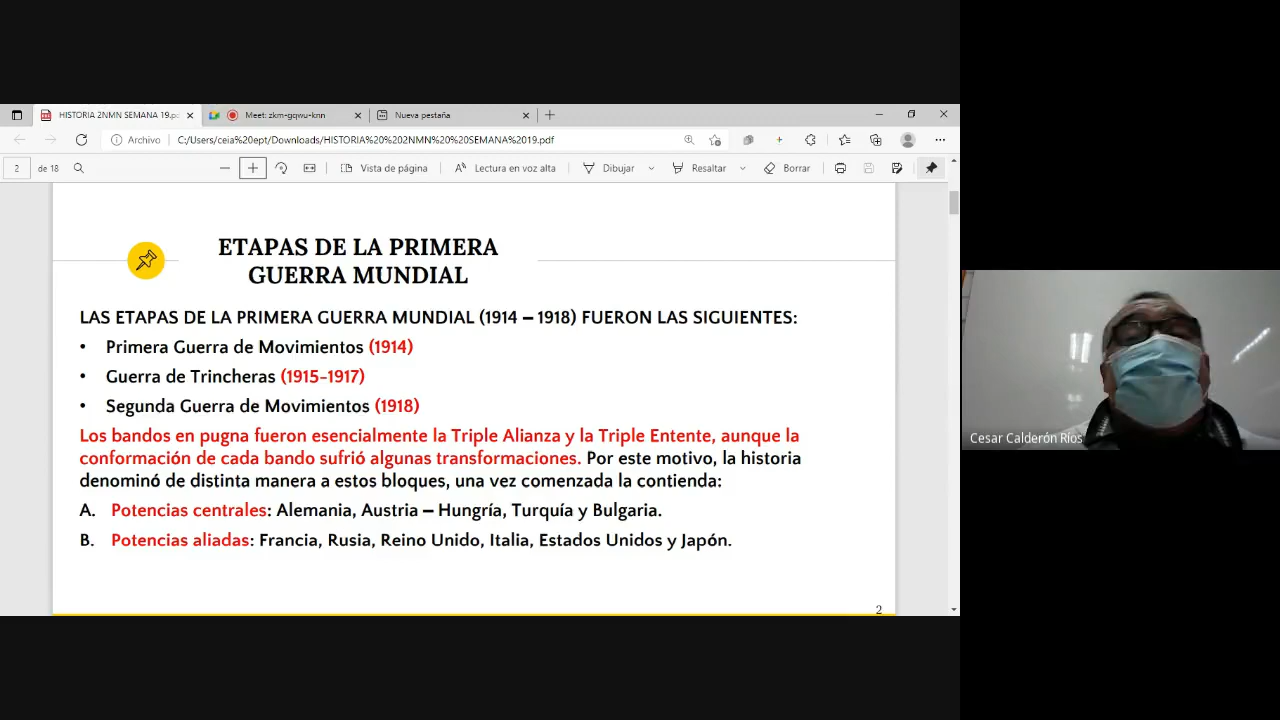 HISTORIA 2NMN SEMANA 19.pc
Meet: zkm-gqwu-knn
Nueva pestaña
Archivo
C:/Users/ceia%20ept/Downloads/HISTORIA%20%202NMN%20%20SEMANA%2019.pdf
2 de 18
Vista de página
Lectura en voz alta
Dibujar
Resaltar
Borrar
ETAPAS DE LA PRIMERA
GUERRA MUNDIAL
LAS ETAPAS DE LA PRIMERA GUERRA MUNDIAL (1914 – 1918) FUERON LAS SIGUIENTES:
• Primera Guerra de Movimientos (1914)
• Guerra de Trincheras (1915-1917)
• Segunda Guerra de Movimientos (1918)
Los bandos en pugna fueron esencialmente la Triple Alianza y la Triple Entente, aunque la
conformación de cada bando sufrió algunas transformaciones. Por este motivo, la historia
denominó de distinta manera a estos bloques, una vez comenzada la contienda:
A. Potencias centrales: Alemania, Austria – Hungría, Turquía y Bulgaria.
B. Potencias aliadas: Francia, Rusia, Reino Unido, Italia, Estados Unidos y Japón.
2
Cesar Calderón Ríos